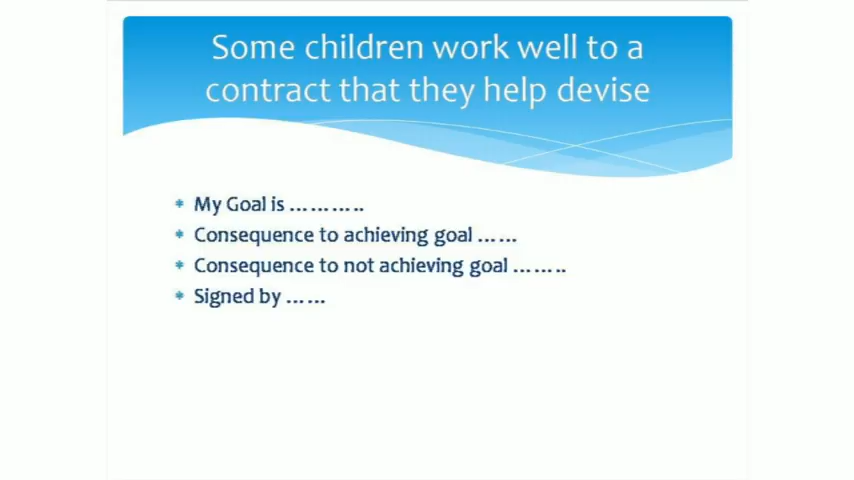 Some children work well to a
contract that they help devise
* My Goal is ... ... ... ..
* Consequence to achieving goal ... ...
* Consequence to not achieving goal ... ... ..
* Signed by ... ...